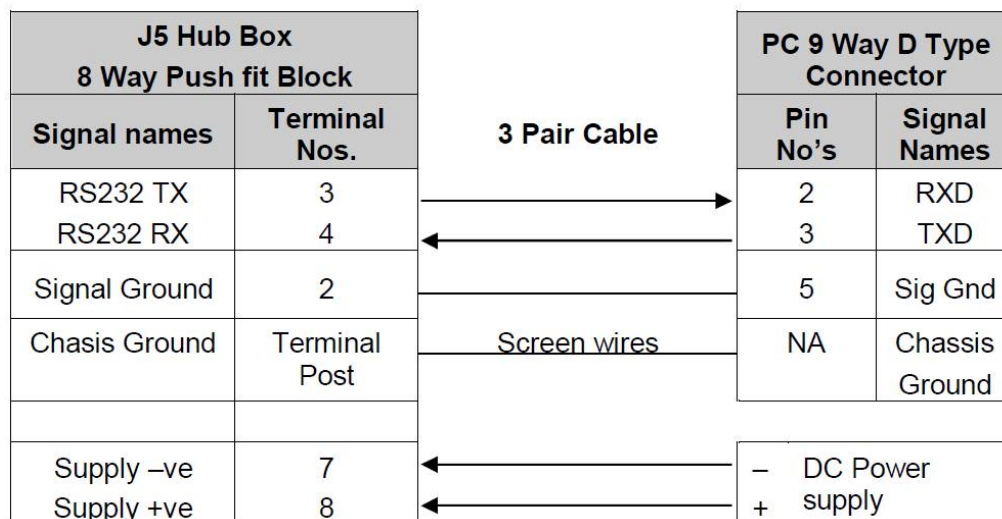 J5 Hub Box
8 Way Push fit Block
PC 9 Way D Type
Connector
Signal names
Terminal
Nos.
3 Pair Cable
Pin
No's
Signal
Names
RS232 TX 3 2 RXD
RS232 RX 4 3 TXD
Signal Ground 2 5 Sig Gnd
Chasis Ground Terminal Screen wires NA Chassis
Post Ground
Supply –ve 7 – DC Power
Supply +ve 8 + supply